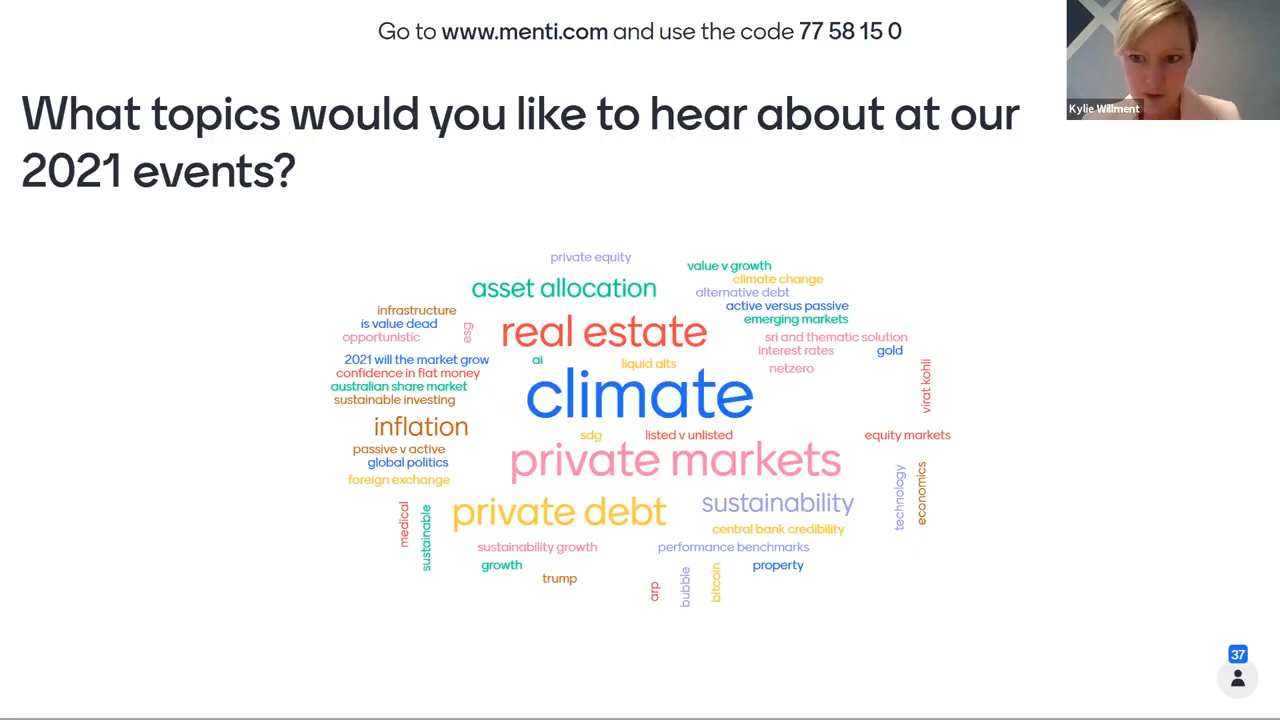 Go to www.menti.com and use the code 77 58 15 0
Kylie Willment
What topics would you like to hear about at our
2021 events?
private equity
value v growth
climate change
asset allocation
alternative debt
active versus passive
infrastructure
emerging markets
is value dead
esg
real estate
opportunistic
sri and thematic solution
interest rates
gold
2021 will the market grow
ai
liquid alts
netzero
confidence in fiat money
australian share market
virat kohli
climate
sustainable investing
inflation
sdg
listed v unlisted
equity markets
passive v active
global politics
private markets
foreign exchange
technology
economics
private debt
sustainability
medical
sustainable
central bank credibility
sustainability growth
performance benchmarks
growth
property
trump
arp
bubble
bitcoin
37